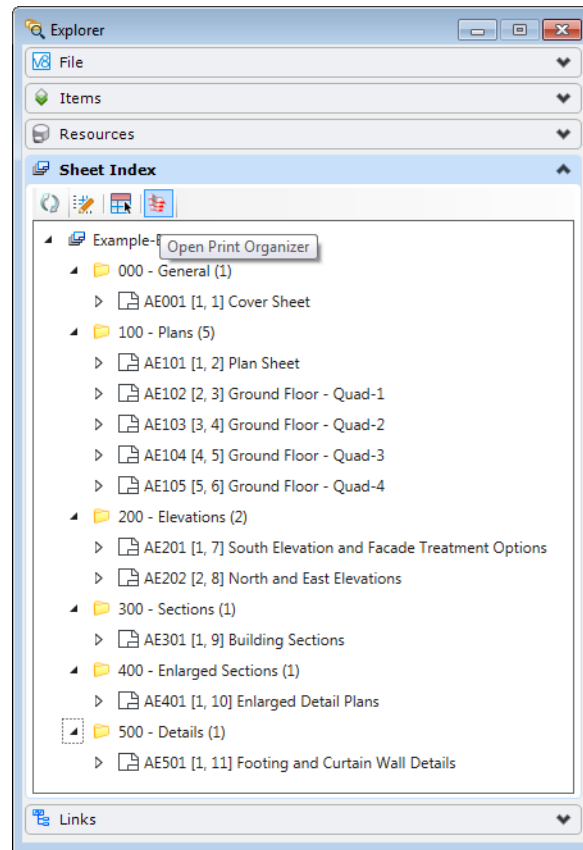 Explorer
V8 File
Items
Resources
Sheet Index
Example-
Open Print Organizer
000 - General (1)
AE001 [1, 1] Cover Sheet
100 - Plans (5)
AE101 [1, 2] Plan Sheet
AE102 [2, 3] Ground Floor - Quad-1
AE103 [3, 4] Ground Floor - Quad-2
AE104 [4, 5] Ground Floor - Quad-3
AE105 [5, 6] Ground Floor - Quad-4
200 - Elevations (2)
AE201 [1, 7] South Elevation and Facade Treatment Options
AE202 [2, 8] North and East Elevations
300 - Sections (1)
AE301 [1, 9] Building Sections
400 - Enlarged Sections (1)
AE401 [1, 10] Enlarged Detail Plans
500 - Details (1)
AE501 [1, 11] Footing and Curtain Wall Details
Links